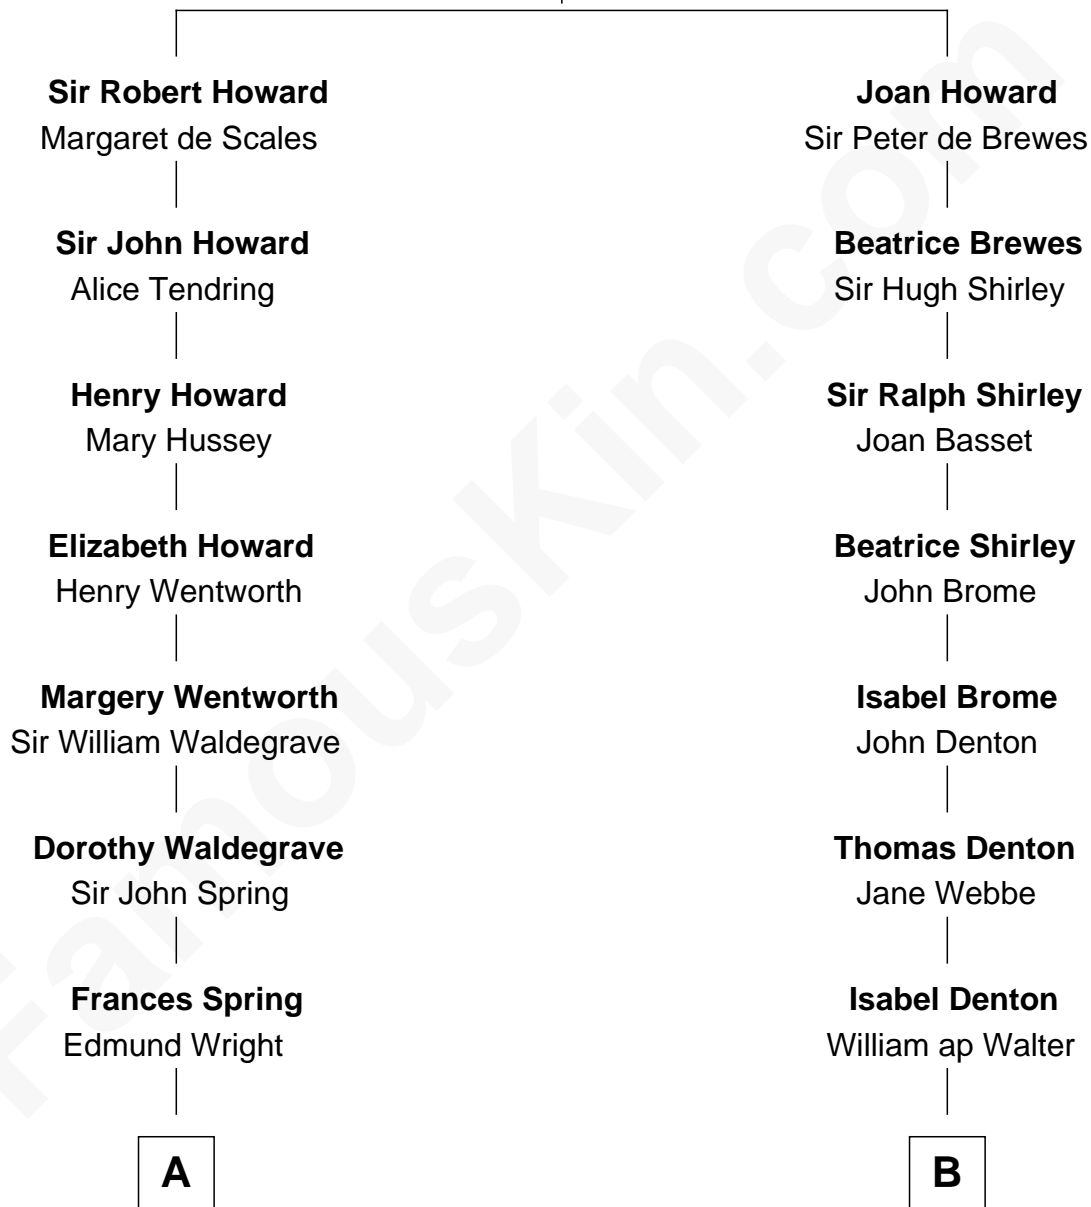 Sir Robert Howard
Margaret de Scales
Sir John Howard
Alice Tendring
Henry Howard
Mary Hussey
Elizabeth Howard
Henry Wentworth
Margery Wentworth
Sir William Waldegrave
Dorothy Waldegrave
Sir John Spring
Frances Spring
Edmund Wright
A
Joan Howard
Sir Peter de Brewes
Beatrice Brewes
Sir Hugh Shirley
Sir Ralph Shirley
Joan Basset
Beatrice Shirley
John Brome
Isabel Brome
John Denton
Thomas Denton
Jane Webbe
Isabel Denton
William ap Walter
B
FamousKin.com